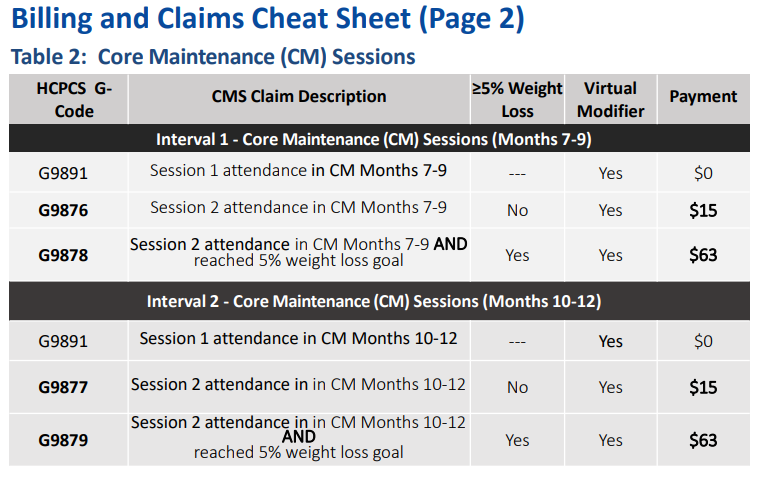 Billing and Claims Cheat Sheet (Page 2)
Table 2: Core Maintenance (CM) Sessions
HCPCS G-Code CMS Claim Description ≥5% Weight Loss Virtual Modifier Payment
Interval 1 - Core Maintenance (CM) Sessions (Months 7-9)
G9891 Session 1 attendance in CM Months 7-9 --- Yes $0
G9876 Session 2 attendance in CM Months 7-9 No Yes $15
G9878 Session 2 attendance in CM Months 7-9 AND reached 5% weight loss goal Yes Yes $63
Interval 2 - Core Maintenance (CM) Sessions (Months 10-12)
G9891 Session 1 attendance in CM Months 10-12 --- Yes $0
G9877 Session 2 attendance in in CM Months 10-12 No Yes $15
G9879 Session 2 attendance in in CM Months 10-12 AND reached 5% weight loss goal Yes Yes $63